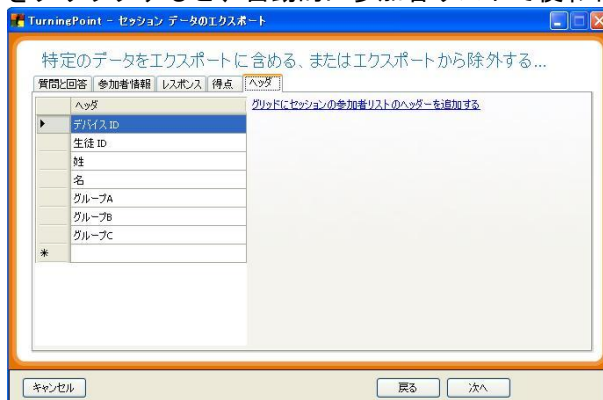 TurningPoint - セッション データのエクスポート
特定のデータをエクスポートに含める、またはエクスポートから除外する...
質問と回答 参加者情報 レスポンス 得点 ヘッダ
ヘッダ
グリッドにセッションの参加者リストのヘッダーを追加する
デバイス ID
生徒 ID
姓
名
グループA
グループB
グループC
キャンセル 戻る 次へ